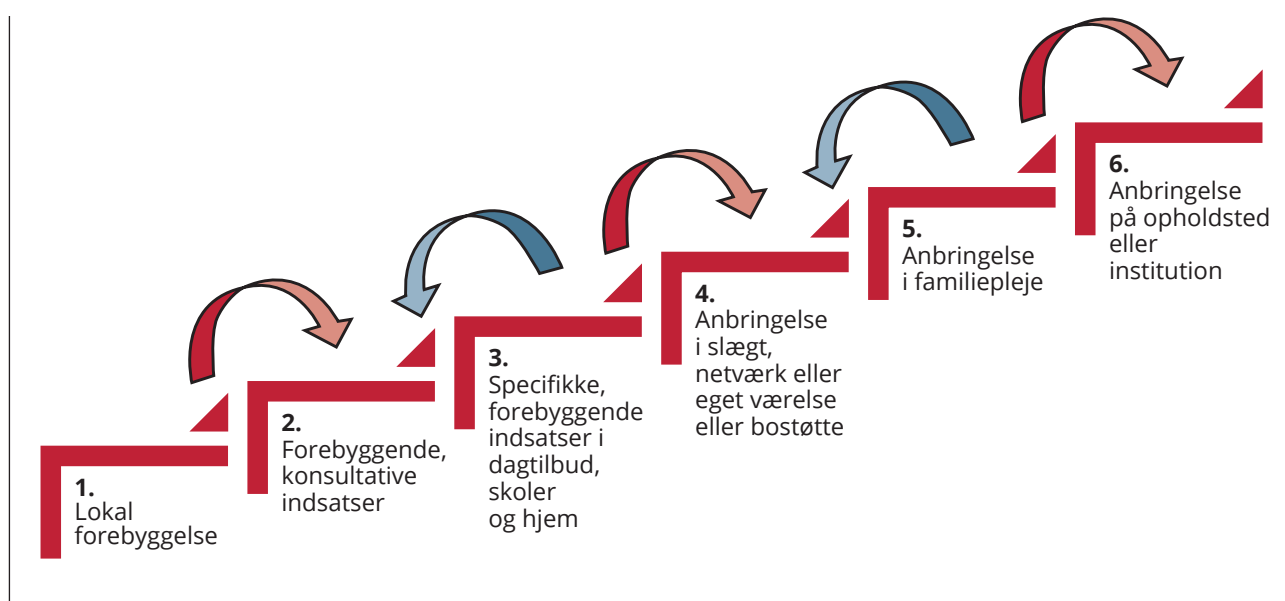 1.
Lokal
forebyggelse
2.
Forebyggende,
konsultative
indsatser
3.
Specifikke,
forebyggende
indsatser i
dagtilbud,
skoler
og hjem
4.
Anbringelse
i slægt,
netværk eller
eget værelse
eller bostøtte
5.
Anbringelse
i familiepleje
6.
Anbringelse
på opholdsted
eller
institution